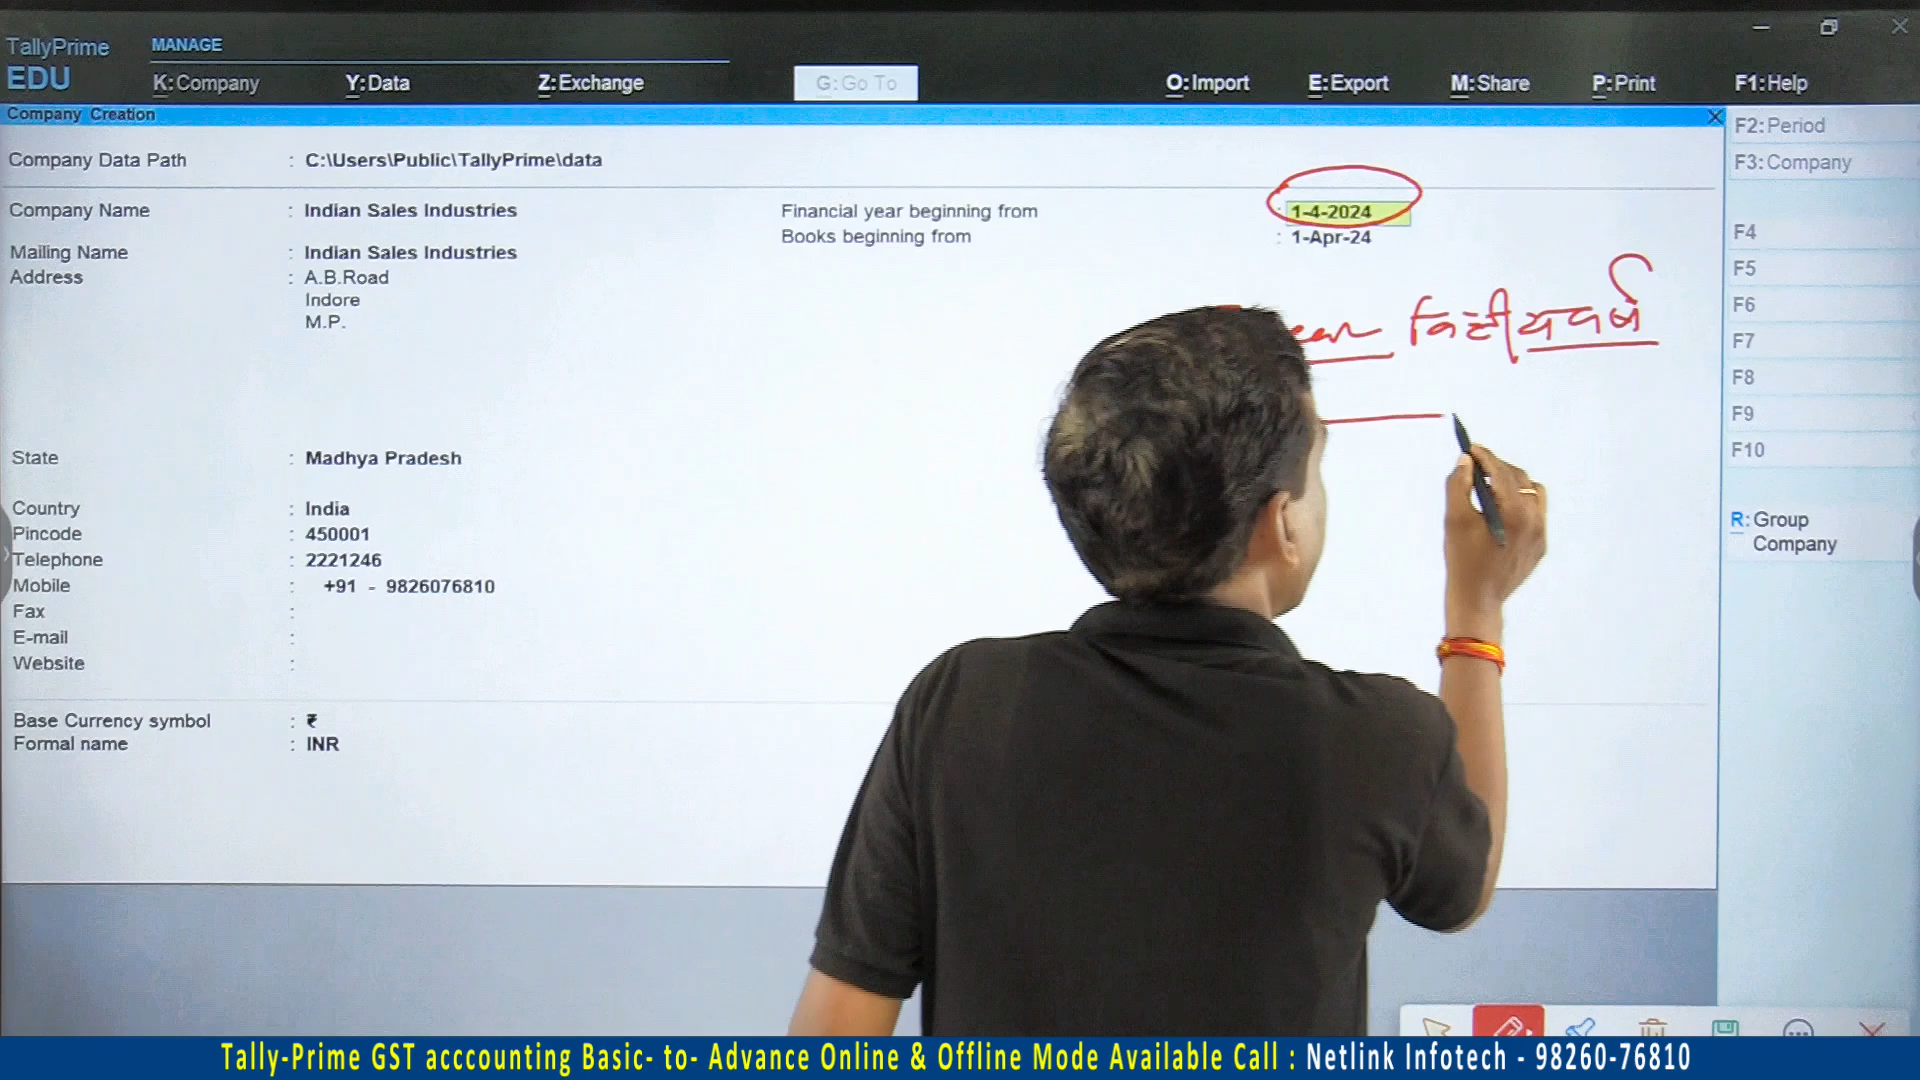 TallyPrime
EDU
MANAGE
K:Company Y:Data Z:Exchange G:Go To O:Import E:Export M:Share P:Print F1:Help
Company Creation
F2:Period
F3:Company
F4
F5
F6
F7
F8
F9
F10
R:Group
Company
Company Data Path : C:\Users\Public\TallyPrime\data
Company Name : Indian Sales Industries
Mailing Name : Indian Sales Industries
Address : A.B.Road
Indore
M.P.
State : Madhya Pradesh
Country : India
Pincode : 450001
Telephone : 2221246
Mobile : +91 - 9826076810
Fax :
E-mail :
Website :
Base Currency symbol : ₹
Formal name : INR
Financial year beginning from : 1-4-2024
Books beginning from : 1-Apr-24
Tally-Prime GST acccounting Basic- to- Advance Online & Offline Mode Available Call : Netlink Infotech - 98260-76810